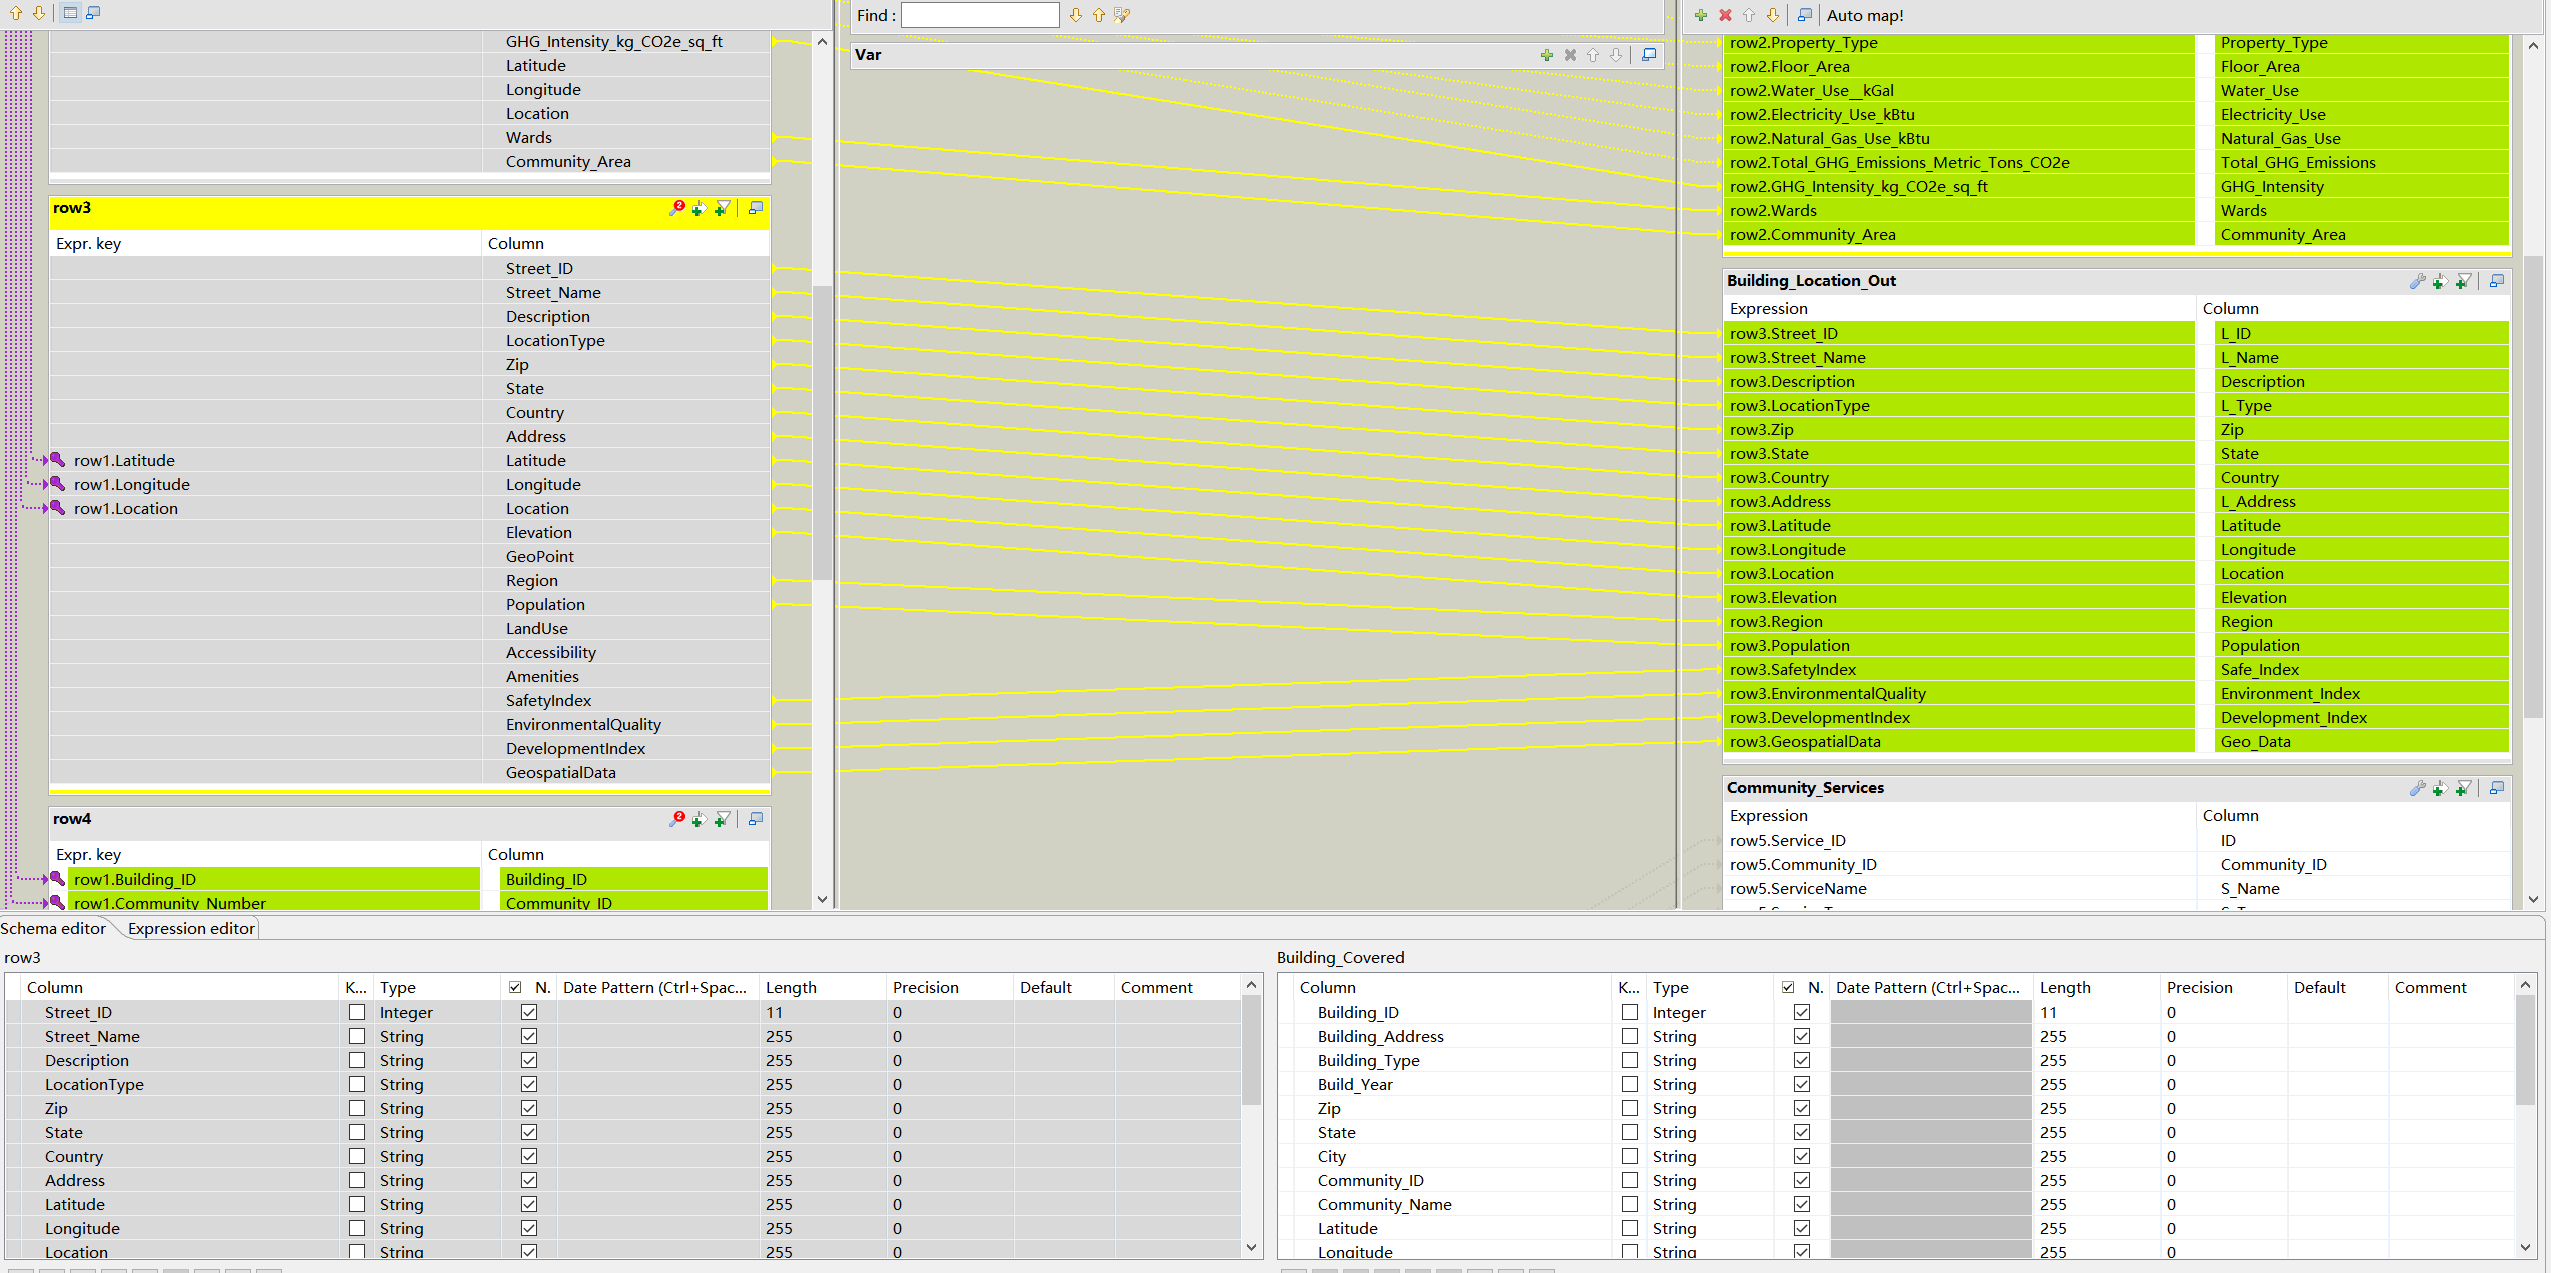 GHG_Intensity_kg_CO2e_sq_ft
Latitude
Longitude
Location
Wards
Community_Area
row3
Expr. key Column
Street_ID
Street_Name
Description
LocationType
Zip
State
Country
Address
row1.Latitude Latitude
row1.Longitude Longitude
row1.Location Location
Elevation
GeoPoint
Region
Population
LandUse
Accessibility
Amenities
SafetyIndex
EnvironmentalQuality
DevelopmentIndex
GeospatialData
row4
Expr. key Column
row1.Building_ID Building_ID
row1.Community_Number Community_ID
Find :
Var
Auto map!
row2.Property_Type Property_Type
row2.Floor_Area Floor_Area
row2.Water_Use__kGal Water_Use
row2.Electricity_Use_kBtu Electricity_Use
row2.Natural_Gas_Use_kBtu Natural_Gas_Use
row2.Total_GHG_Emissions_Metric_Tons_CO2e Total_GHG_Emissions
row2.GHG_Intensity_kg_CO2e_sq_ft GHG_Intensity
row2.Wards Wards
row2.Community_Area Community_Area
Building_Location_Out
Expression Column
row3.Street_ID L_ID
row3.Street_Name L_Name
row3.Description Description
row3.LocationType L_Type
row3.Zip Zip
row3.State State
row3.Country Country
row3.Address L_Address
row3.Latitude Latitude
row3.Longitude Longitude
row3.Location Location
row3.Elevation Elevation
row3.Region Region
row3.Population Population
row3.SafetyIndex Safe_Index
row3.EnvironmentalQuality Environment_Index
row3.DevelopmentIndex Development_Index
row3.GeospatialData Geo_Data
Community_Services
Expression Column
row5.Service_ID ID
row5.Community_ID Community_ID
row5.ServiceName S_Name
Schema editor Expression editor
row3
Column K... Type N. Date Pattern (Ctrl+Spac... Length Precision Default Comment
Street_ID Integer 11 0
Street_Name String 255 0
Description String 255 0
LocationType String 255 0
Zip String 255 0
State String 255 0
Country String 255 0
Address String 255 0
Latitude String 255 0
Longitude String 255 0
Location String 255 0
Building_Covered
Column K... Type N. Date Pattern (Ctrl+Spac... Length Precision Default Comment
Building_ID Integer 11 0
Building_Address String 255 0
Building_Type String 255 0
Build_Year String 255 0
Zip String 255 0
State String 255 0
City String 255 0
Community_ID String 255 0
Community_Name String 255 0
Latitude String 255 0
Longitude String 255 0